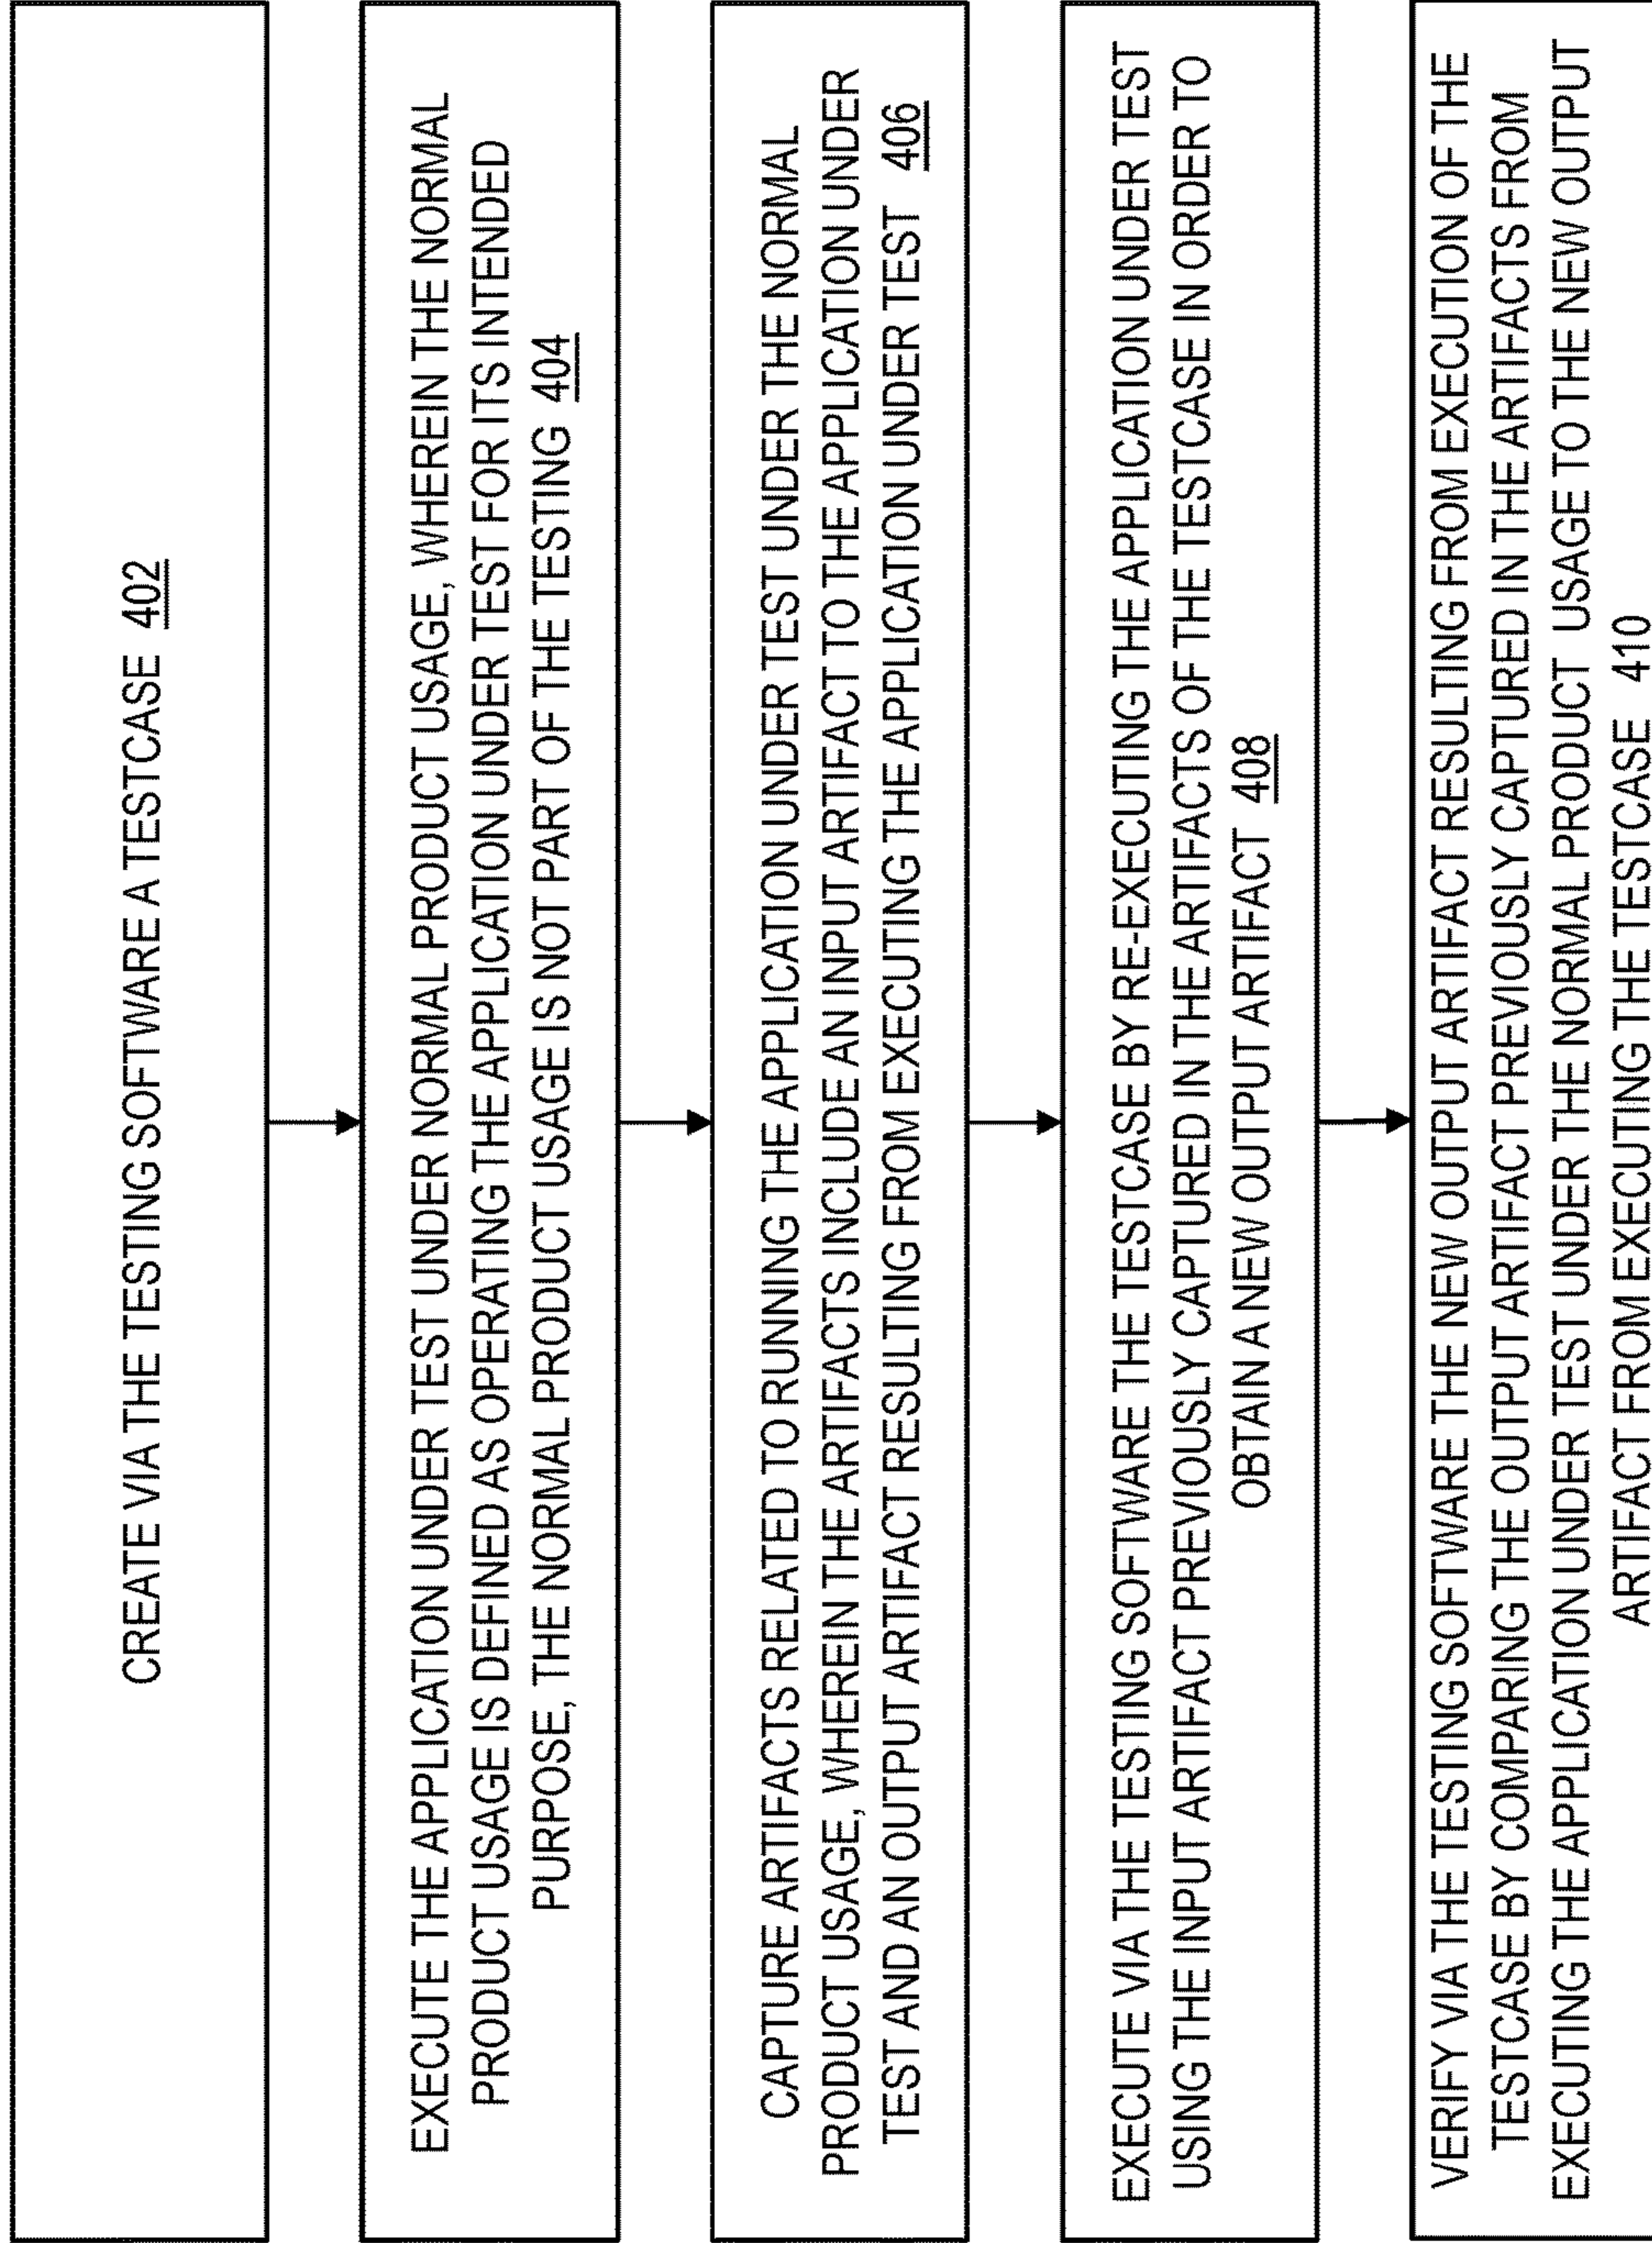 CREATE VIA THE TESTING SOFTWARE A TESTCASE 402
EXECUTE THE APPLICATION UNDER TEST UNDER NORMAL PRODUCT USAGE, WHEREIN THE NORMAL
PRODUCT USAGE IS DEFINED AS OPERATING THE APPLICATION UNDER TEST FOR ITS INTENDED
PURPOSE, THE NORMAL PRODUCT USAGE IS NOT PART OF THE TESTING 404
CAPTURE ARTIFACTS RELATED TO RUNNING THE APPLICATION UNDER TEST UNDER THE NORMAL
PRODUCT USAGE, WHEREIN THE ARTIFACTS INCLUDE AN INPUT ARTIFACT TO THE APPLICATION UNDER
TEST AND AN OUTPUT ARTIFACT RESULTING FROM EXECUTING THE APPLICATION UNDER TEST 406
EXECUTE VIA THE TESTING SOFTWARE THE TESTCASE BY RE-EXECUTING THE APPLICATION UNDER TEST
USING THE INPUT ARTIFACT PREVIOUSLY CAPTURED IN THE ARTIFACTS OF THE TESTCASE IN ORDER TO
OBTAIN A NEW OUTPUT ARTIFACT 408
VERIFY VIA THE TESTING SOFTWARE THE NEW OUTPUT ARTIFACT RESULTING FROM EXECUTION OF THE
TESTCASE BY COMPARING THE OUTPUT ARTIFACT PREVIOUSLY CAPTURED IN THE ARTIFACTS FROM
EXECUTING THE APPLICATION UNDER TEST UNDER THE NORMAL PRODUCT USAGE TO THE NEW OUTPUT
ARTIFACT FROM EXECUTING THE TESTCASE 410